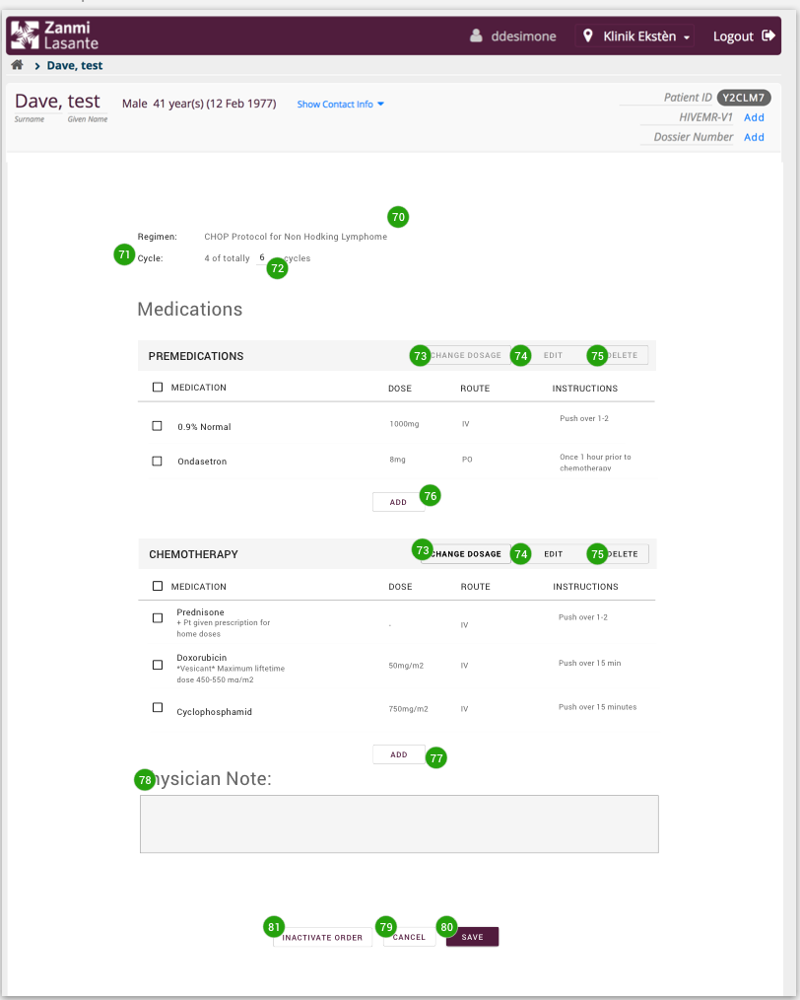 Zanmi
Lasante
ddesimone
Klinik Ekstèn
Logout
> Dave, test
Dave, test
Surname Given Name
Male 41 year(s) (12 Feb 1977)
Show Contact Info
Patient ID Y2CLM7
HIVEMR-V1 Add
Dossier Number Add
70
Regimen: CHOP Protocol for Non Hodking Lymphome
71 Cycle: 4 of totally 6 cycles
72
Medications
PREMEDICATIONS 73 CHANGE DOSAGE 74 EDIT 75 DELETE
MEDICATION DOSE ROUTE INSTRUCTIONS
0.9% Normal 1000mg IV Push over 1-2
Ondasetron 8mg PO Once 1 hour prior to
chemotherapy
ADD 76
CHEMOTHERAPY 73 CHANGE DOSAGE 74 EDIT 75 DELETE
MEDICATION DOSE ROUTE INSTRUCTIONS
Prednisone - IV Push over 1-2
+ Pt given prescription for
home doses
Doxorubicin 50mg/m2 IV Push over 15 min
*Vesicant* Maximum liftetime
dose 450-550 mg/m2
Cyclophosphamid 750mg/m2 IV Push over 15 minutes
ADD 77
78 Physician Note:
81 INACTIVATE ORDER 79 CANCEL 80 SAVE